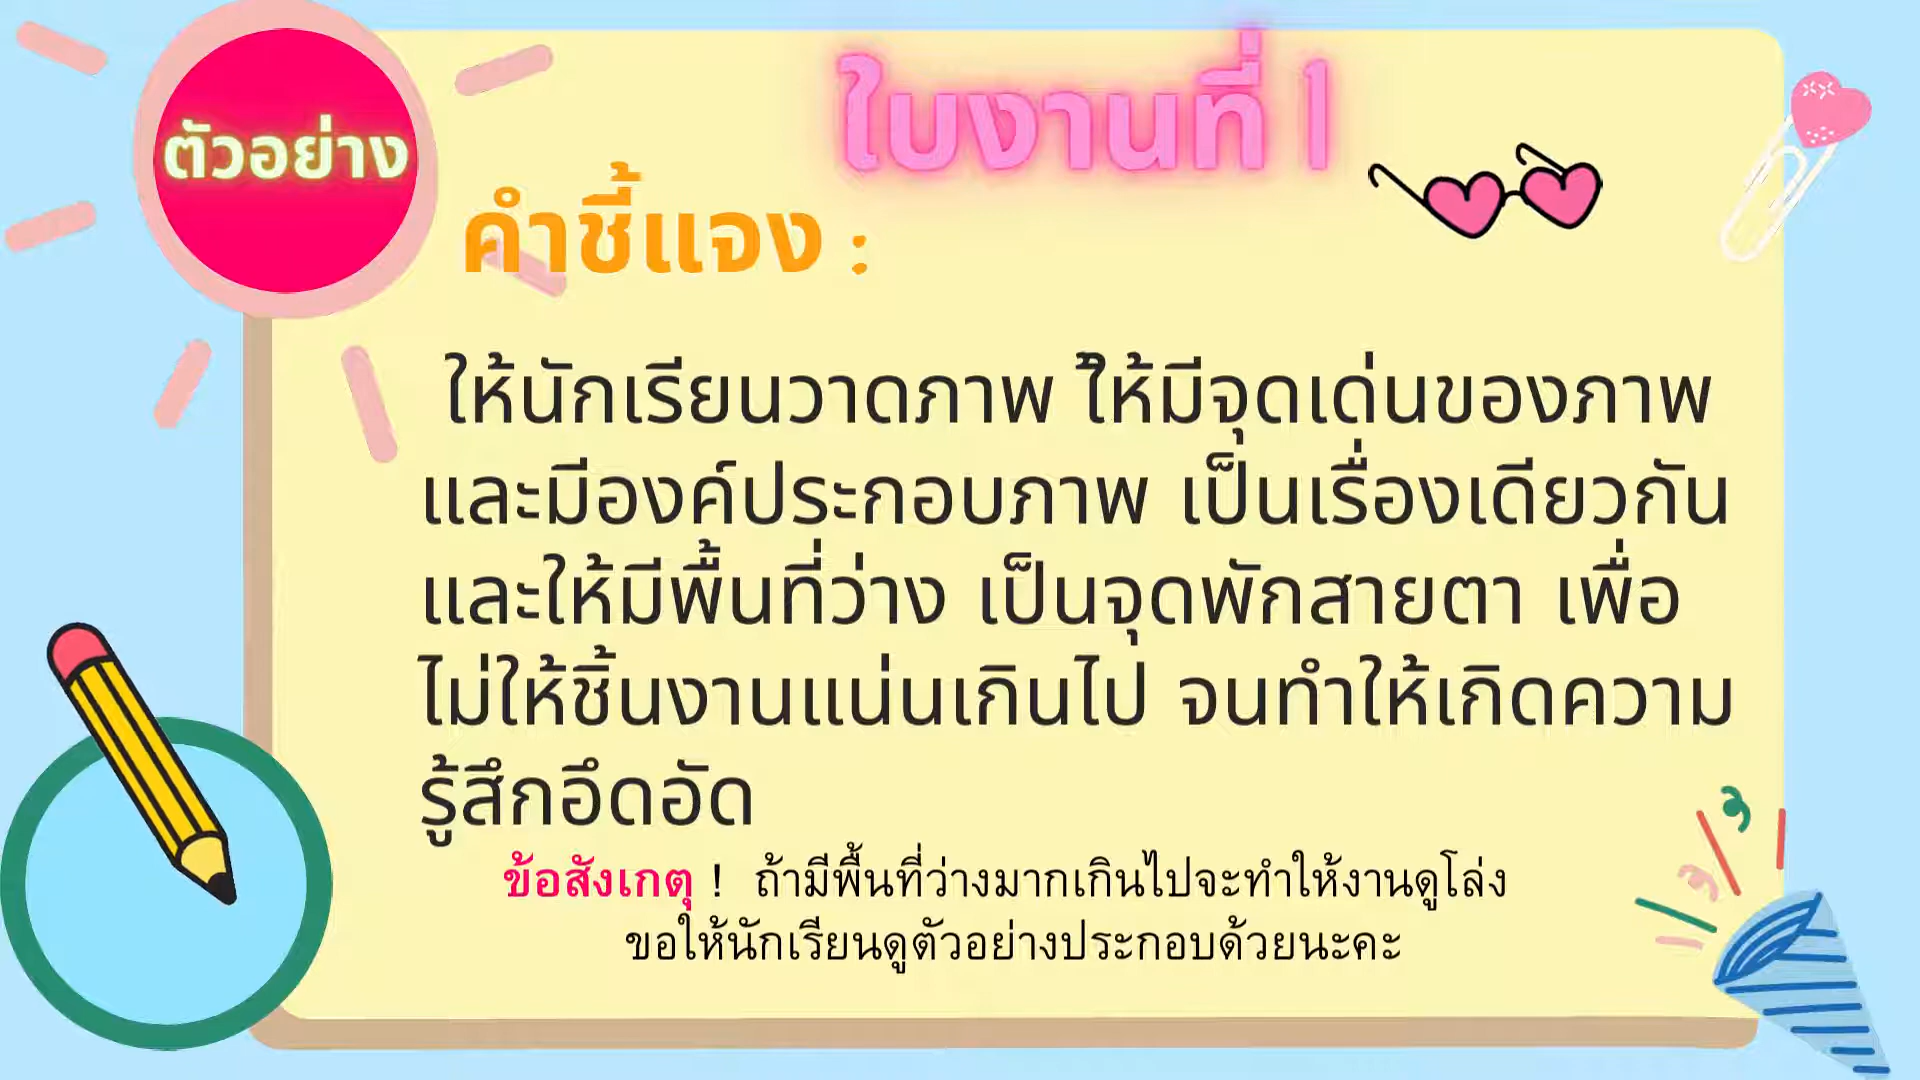 ตัวอย่าง
ใบงานที่ 1
คำชี้แจง :
ให้นักเรียนวาดภาพ ให้มีจุดเด่นของภาพ
และมีองค์ประกอบภาพ เป็นเรื่องเดียวกัน
และให้มีพื้นที่ว่าง เป็นจุดพักสายตา เพื่อ
ไม่ให้ชิ้นงานแน่นเกินไป จนทำให้เกิดความ
รู้สึกอึดอัด
ข้อสังเกตุ ! ถ้ามีพื้นที่ว่างมากเกินไปจะทำให้งานดูโล่ง
ขอให้นักเรียนดูตัวอย่างประกอบด้วยนะคะ